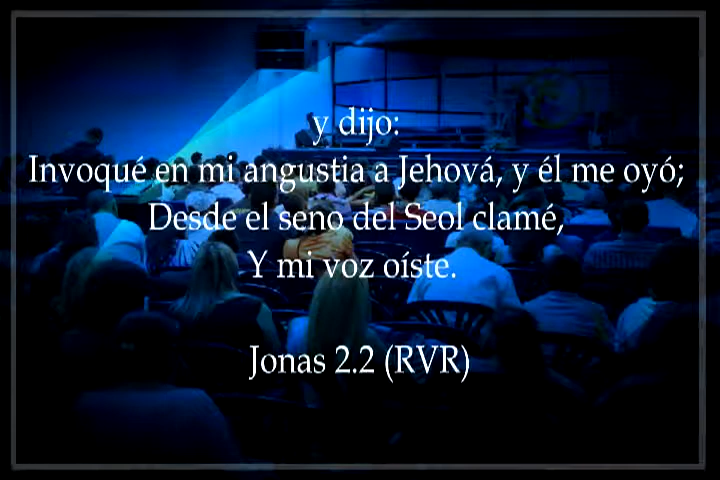 y dijo:
Invoqué en mi angustia a Jehová, y él me oyó;
Desde el seno del Seol clamé,
Y mi voz oíste.
Jonas 2.2 (RVR)